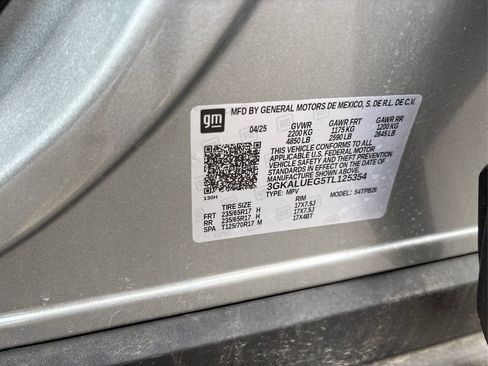 gm
MFD BY GENERAL MOTORS DE MEXICO, S. DE R.L. DE C.V.
04/25 GVWR GAWR FRT GAWR RR
2200 KG 1175 KG 1200 KG
4850 LB 2590 LB 2645 LB
THIS VEHICLE CONFORMS TO ALL
APPLICABLE U.S. FEDERAL MOTOR
VEHICLE SAFETY AND THEFT PREVENTION
STANDARDS IN EFFECT ON THE DATE OF
MANUFACTURE SHOWN ABOVE.
3GKALUEG5TL125354
130H TYPE: MPV MODEL: 54TPB26
TIRE SIZE RIM
FRT 235/65R17 H 17X7.5J
RR 235/65R17 H 17X7.5J
SPA T125/70R17 M 17X4BT